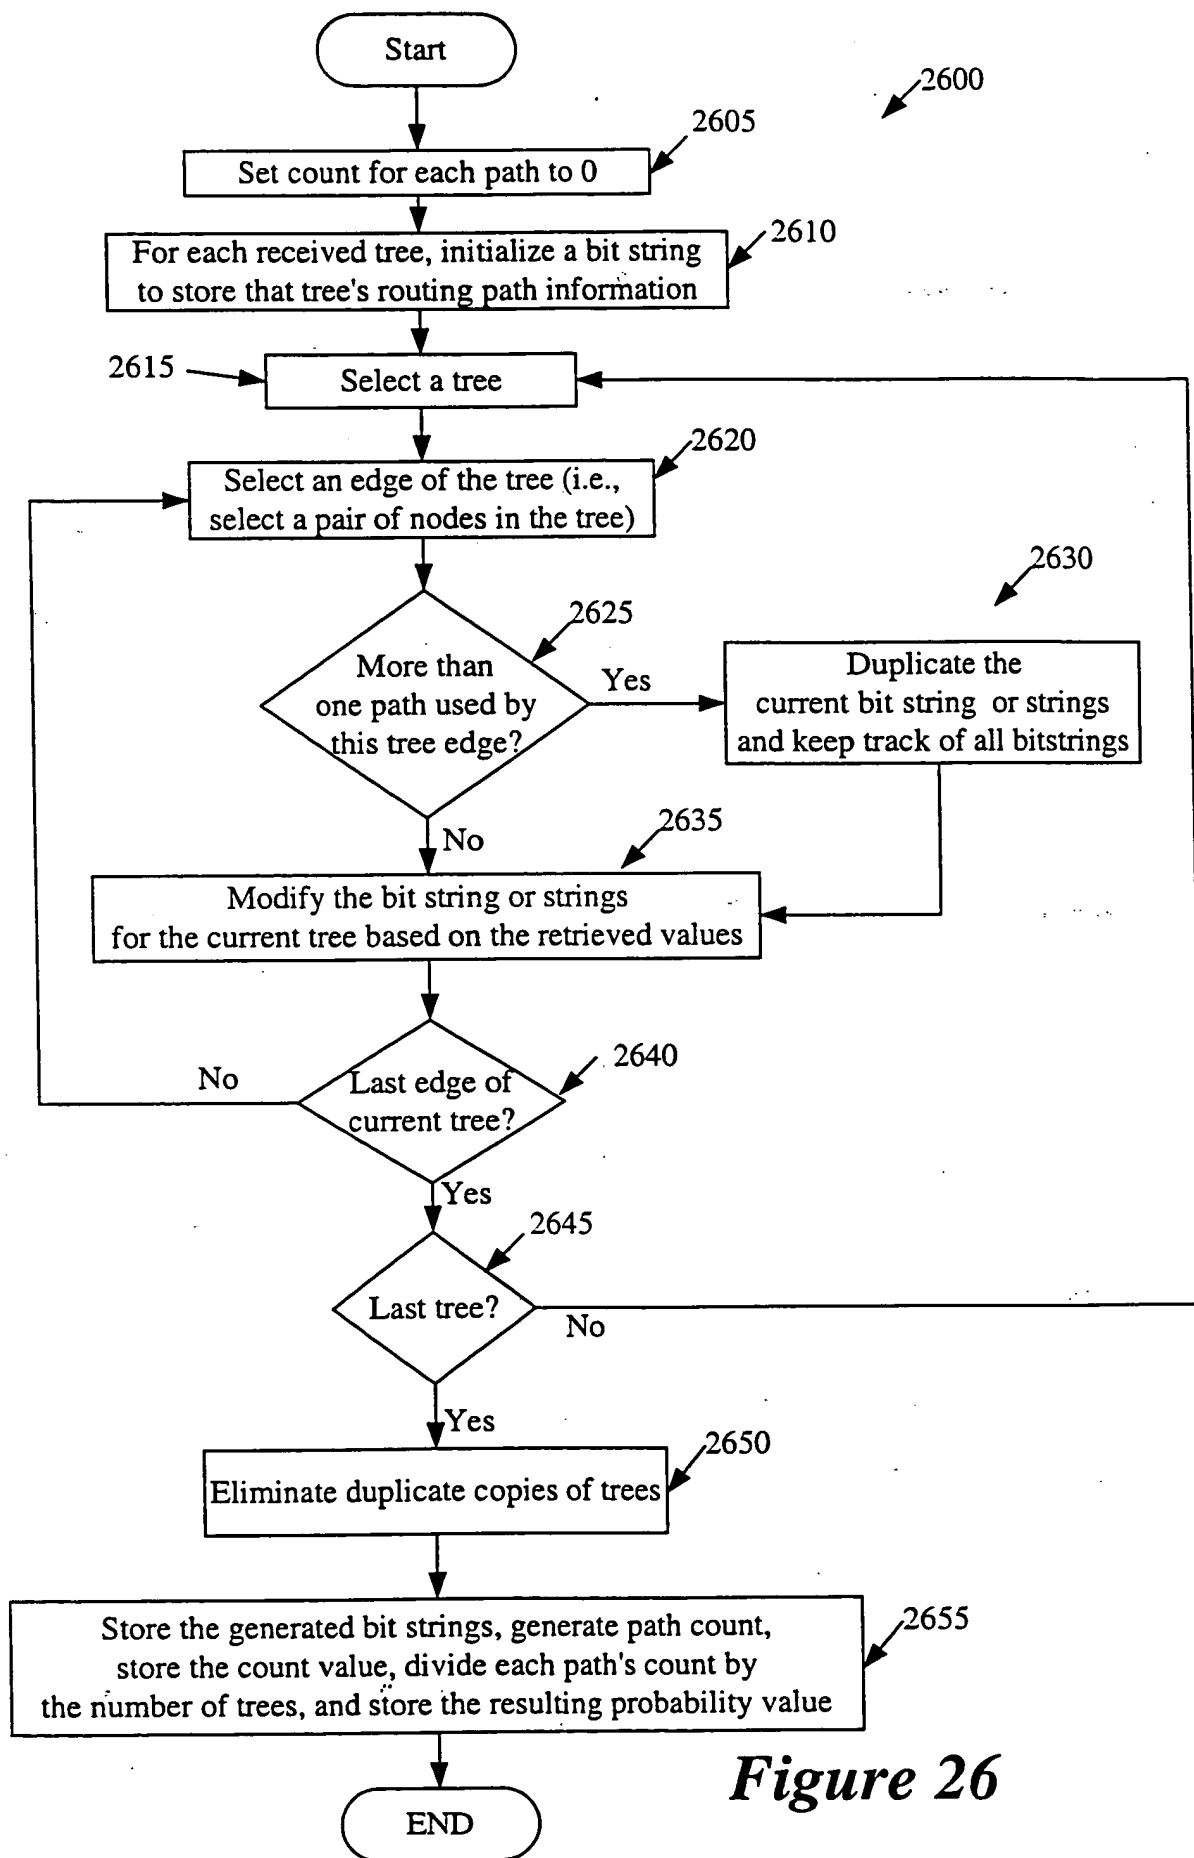 Start
2600
2605
Set count for each path to 0
2610
For each received tree, initialize a bit string
to store that tree's routing path information
2615
Select a tree
2620
Select an edge of the tree (i.e.,
select a pair of nodes in the tree)
2630
2625
More than
one path used by
this tree edge?
Yes
Duplicate the
current bit string or strings
and keep track of all bitstrings
No
2635
Modify the bit string or strings
for the current tree based on the retrieved values
2640
No
Last edge of
current tree?
Yes
2645
Last tree?
No
Yes
2650
Eliminate duplicate copies of trees
2655
Store the generated bit strings, generate path count,
store the count value, divide each path's count by
the number of trees, and store the resulting probability value
Figure 26
END